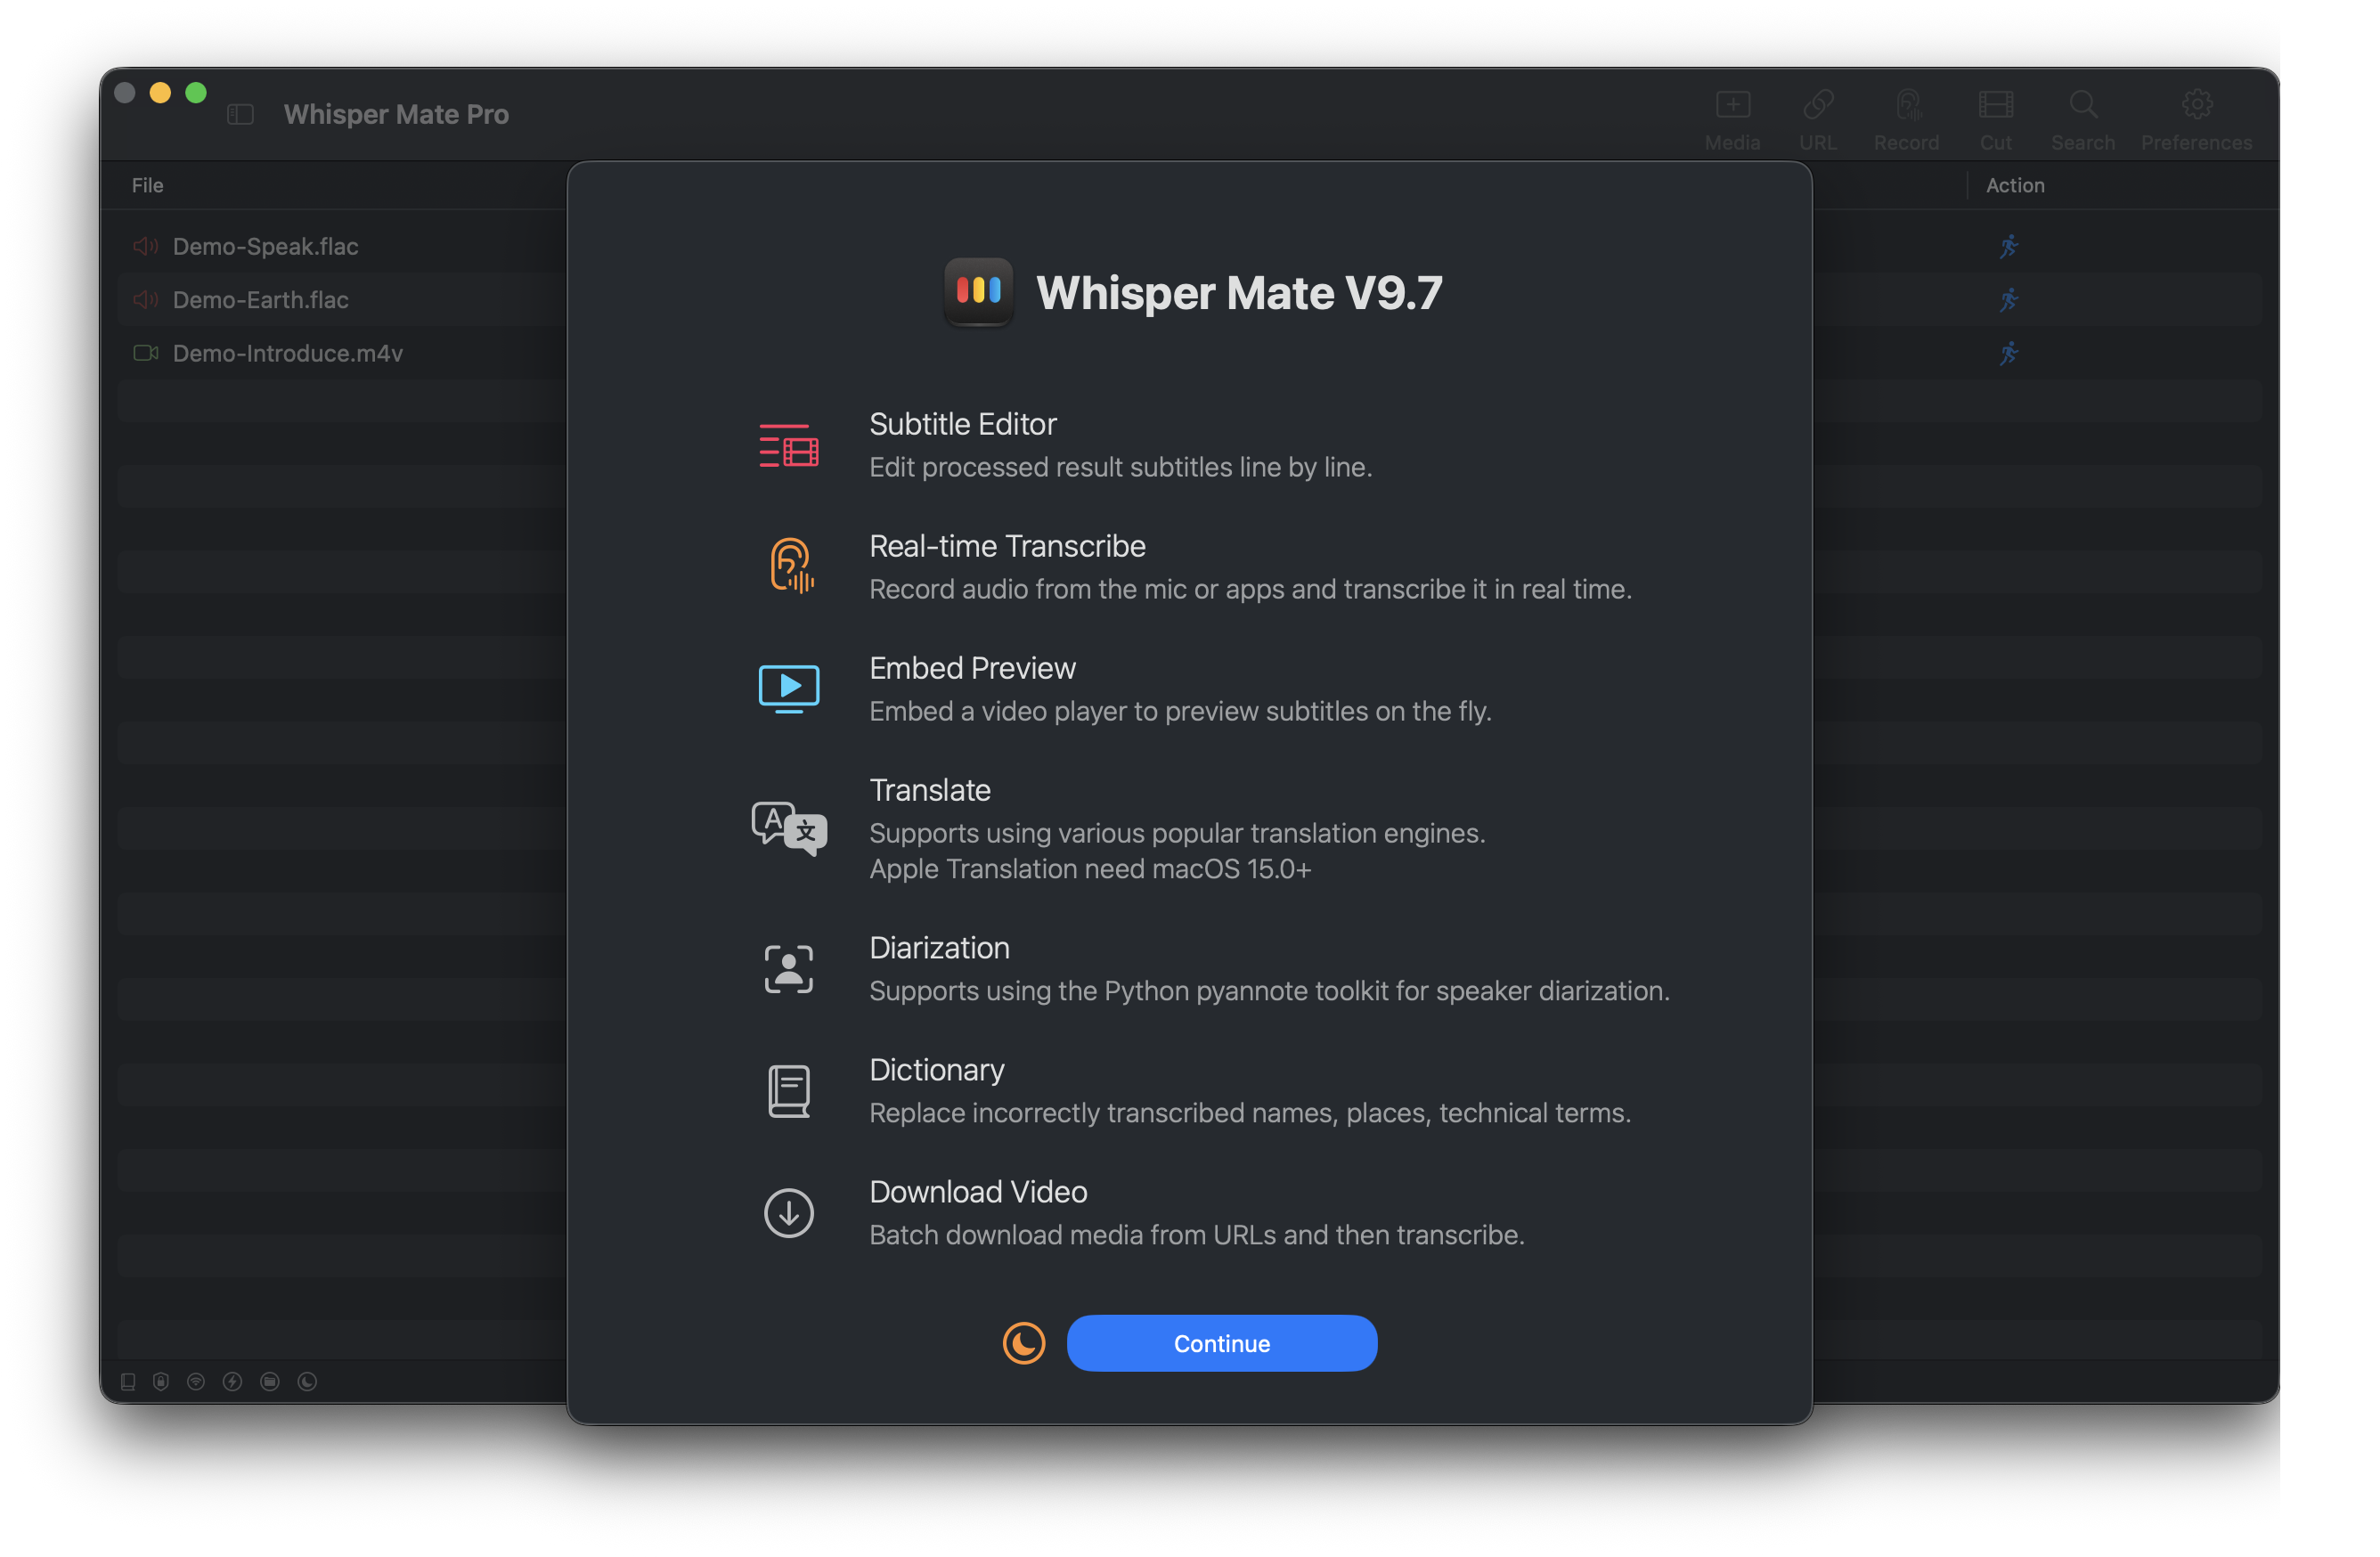 Whisper Mate Pro
Media
URL
Record
Cut
Search
Preferences
File
Action
Demo-Speak.flac
Demo-Earth.flac
Demo-Introduce.m4v
Whisper Mate V9.7
Subtitle Editor
Edit processed result subtitles line by line.
Real-time Transcribe
Record audio from the mic or apps and transcribe it in real time.
Embed Preview
Embed a video player to preview subtitles on the fly.
A 文
Translate
Supports using various popular translation engines.
Apple Translation need macOS 15.0+
Diarization
Supports using the Python pyannote toolkit for speaker diarization.
Dictionary
Replace incorrectly transcribed names, places, technical terms.
Download Video
Batch download media from URLs and then transcribe.
Continue